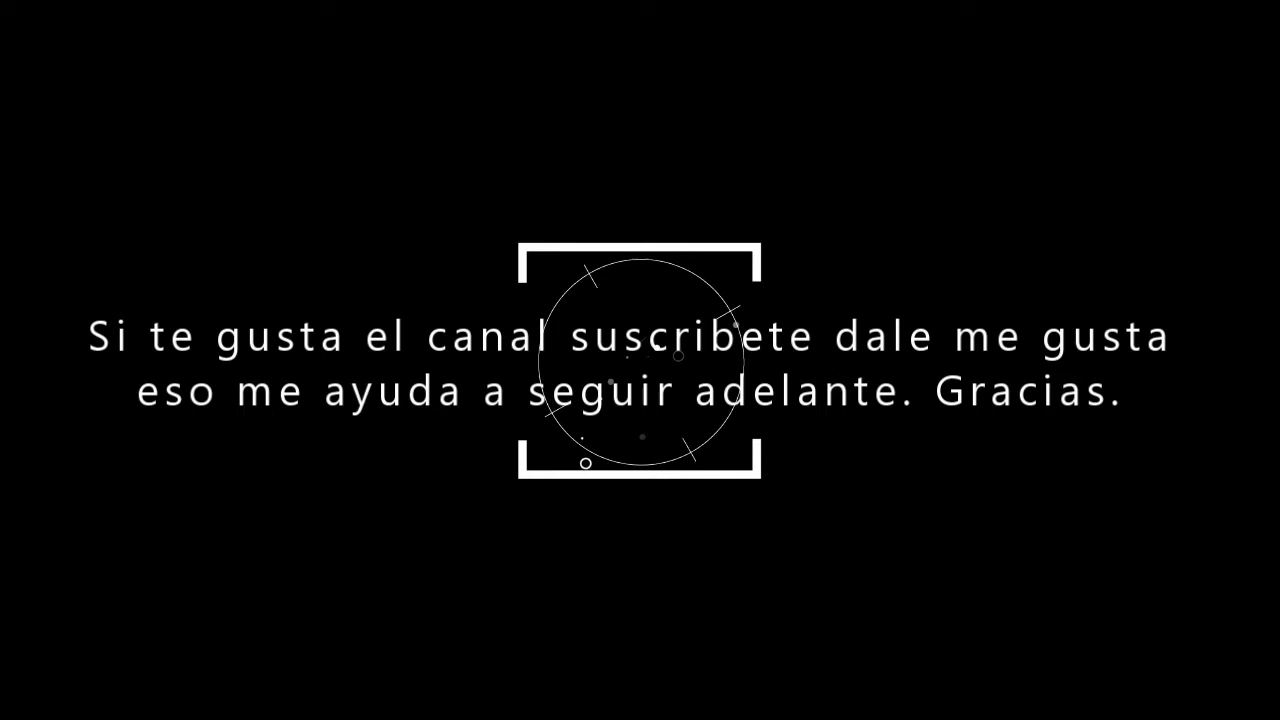 Si te gusta el canal suscribete dale me gusta
eso me ayuda a seguir adelante. Gracias.